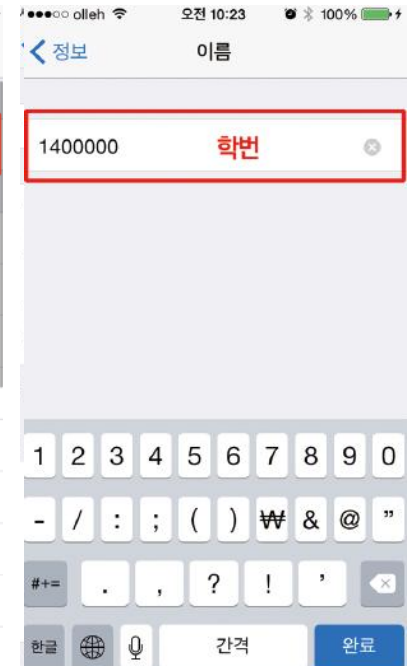 olleh 오전 10:23 100%
정보 이름
1400000 학번
1 2 3 4 5 6 7 8 9 0
- / : ; ( ) ₩ & @ ”
#+= . , ? ! ’
한글 간격 완료